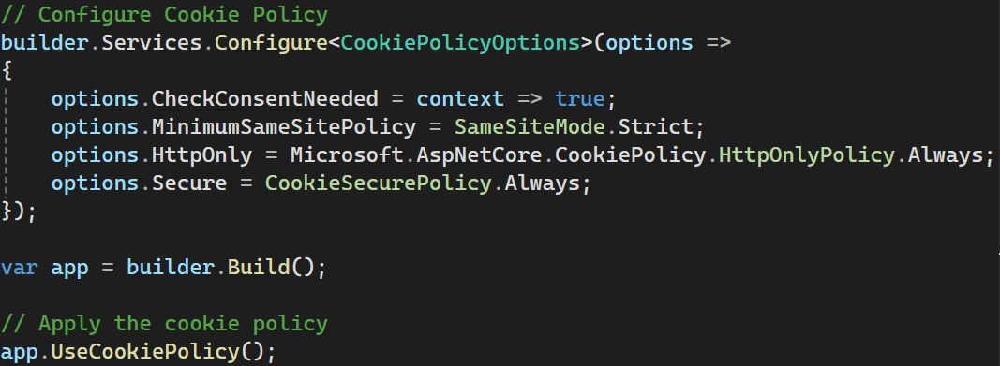 // Configure Cookie Policy
builder.Services.Configure<CookiePolicyOptions>(options =>
{
    options.CheckConsentNeeded = context => true;
    options.MinimumSameSitePolicy = SameSiteMode.Strict;
    options.HttpOnly = Microsoft.AspNetCore.CookiePolicy.HttpOnlyPolicy.Always;
    options.Secure = CookieSecurePolicy.Always;
});

var app = builder.Build();

// Apply the cookie policy
app.UseCookiePolicy();